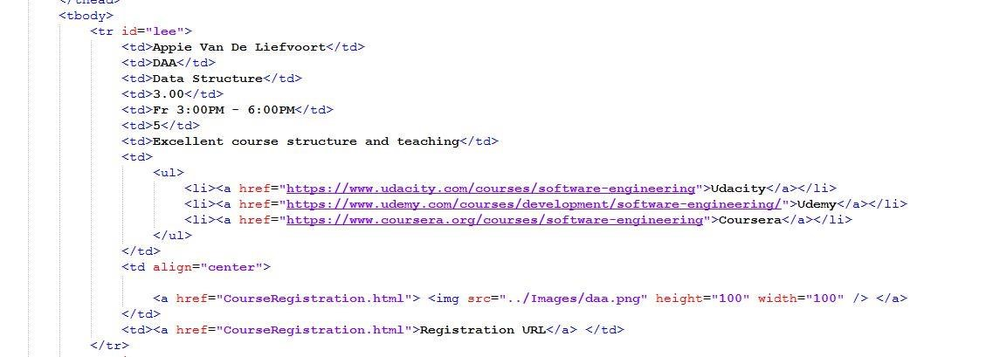 </thead>
<tbody>
<tr id="lee">
<td>Appie Van De Liefvoort</td>
<td>DAA</td>
<td>Data Structure</td>
<td>3.00</td>
<td>Fr 3:00PM - 6:00PM</td>
<td>5</td>
<td>Excellent course structure and teaching</td>
<td>
<ul>
<li><a href="https://www.udacity.com/courses/software-engineering">Udacity</a></li>
<li><a href="https://www.udemy.com/courses/development/software-engineering/">Udemy</a></li>
<li><a href="https://www.coursera.org/courses/software-engineering">Coursera</a></li>
</ul>
</td>
<td align="center">
<a href="CourseRegistration.html"> <img src="../Images/daa.png" height="100" width="100" /> </a>
</td>
<td><a href="CourseRegistration.html">Registration URL</a> </td>
</tr>